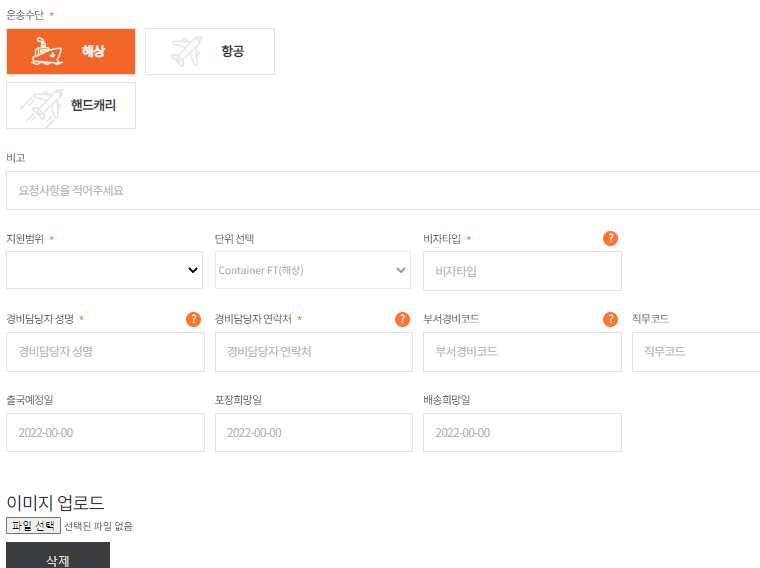 운송수단 *
해상
항공
핸드캐리
비고
요청사항을 적어주세요
지원범위 *
단위 선택
비자타입 * ?
Container FT(해상)
비자타입
경비담당자 성명 * ?
경비담당자 연락처 * ?
부서경비코드 ?
직무코드
경비담당자 성명
경비담당자 연락처
부서경비코드
직무코드
출국예정일
포장희망일
배송희망일
2022-00-00
2022-00-00
2022-00-00
이미지 업로드
파일 선택 선택된 파일 없음
삭제